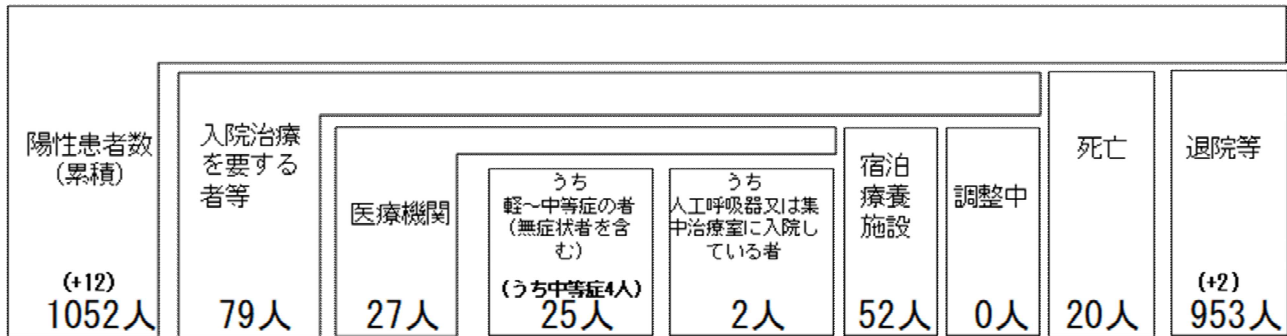 陽性患者数
(累積)
(+12)
1052人
入院治療
を要する
者等
79人
医療機関
27人
うち
軽～中等症の者
(無症状者を含
む)
(うち中等症4人)
25人
うち
人工呼吸器又は集
中治療室に入院し
ている者
2人
宿泊
療養
施設
52人
調整中
0人
死亡
20人
退院等
(+2)
953人